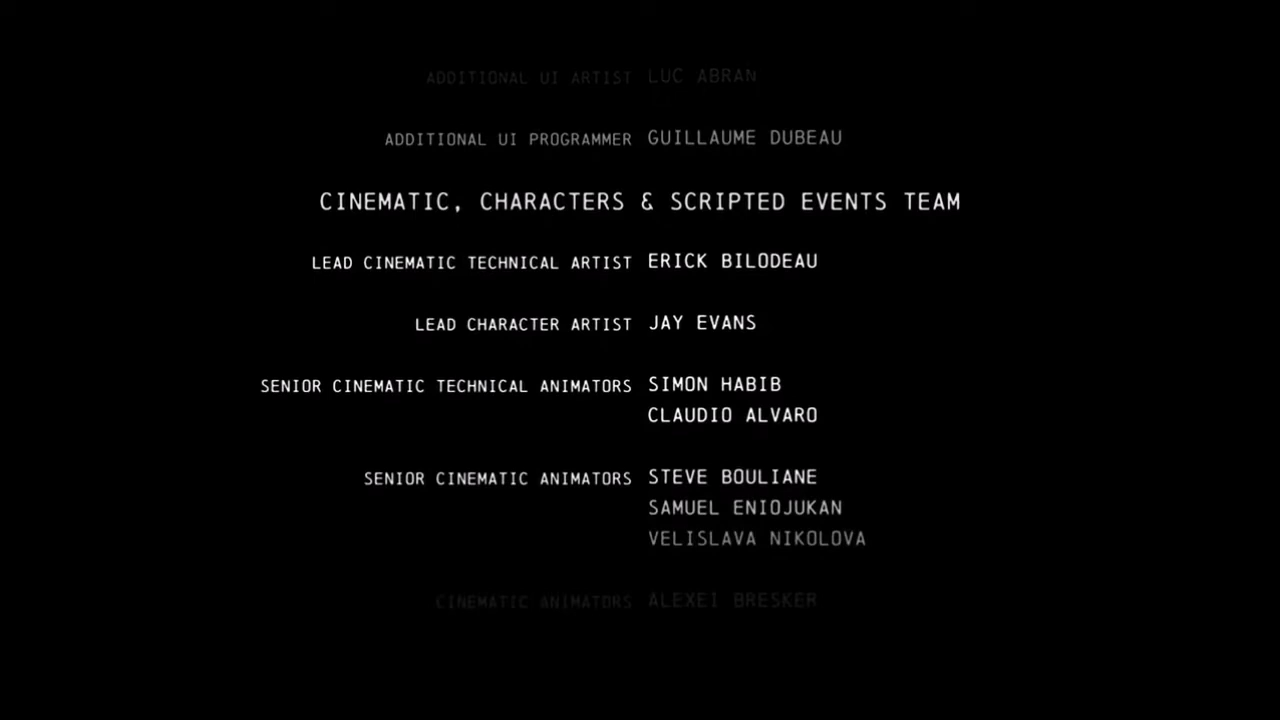 ADDITIONAL UI ARTIST LUC ABRAN
ADDITIONAL UI PROGRAMMER GUILLAUME DUBEAU
CINEMATIC, CHARACTERS & SCRIPTED EVENTS TEAM
LEAD CINEMATIC TECHNICAL ARTIST ERICK BILODEAU
LEAD CHARACTER ARTIST JAY EVANS
SENIOR CINEMATIC TECHNICAL ANIMATORS SIMON HABIB
CLAUDIO ALVARO
SENIOR CINEMATIC ANIMATORS STEVE BOULIANE
SAMUEL ENIOJUKAN
VELISLAVA NIKOLOVA
CINEMATIC ANIMATORS ALEXEI BRESKER